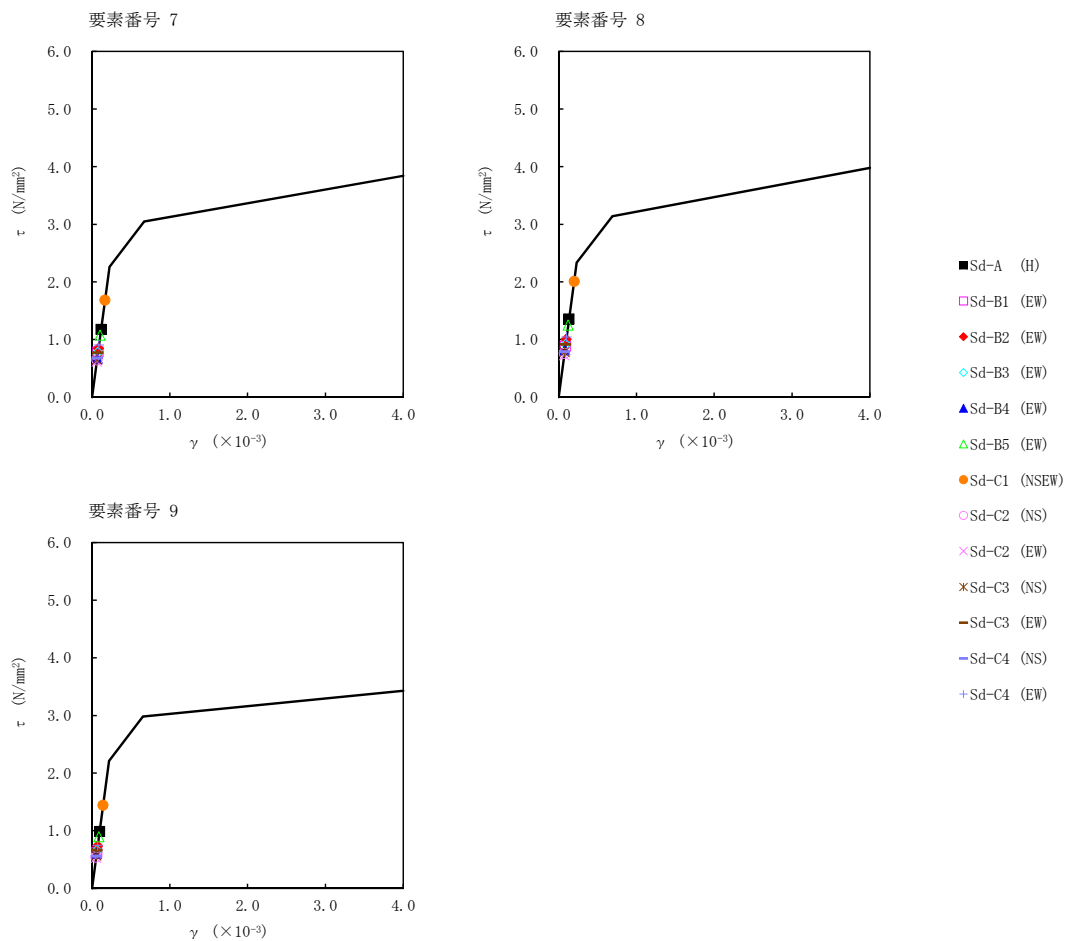 要素番号 7
6.0
5.0
4.0
3.0
2.0
1.0
0.0
τ (N/mm²)
0.0 1.0 2.0 3.0 4.0
γ (×10⁻³)
要素番号 8
6.0
5.0
4.0
3.0
2.0
1.0
0.0
τ (N/mm²)
0.0 1.0 2.0 3.0 4.0
γ (×10⁻³)
要素番号 9
6.0
5.0
4.0
3.0
2.0
1.0
0.0
τ (N/mm²)
0.0 1.0 2.0 3.0 4.0
γ (×10⁻³)
Sd-A (H)
Sd-B1 (EW)
Sd-B2 (EW)
Sd-B3 (EW)
Sd-B4 (EW)
Sd-B5 (EW)
Sd-C1 (NSEW)
Sd-C2 (NS)
Sd-C2 (EW)
Sd-C3 (NS)
Sd-C3 (EW)
Sd-C4 (NS)
Sd-C4 (EW)